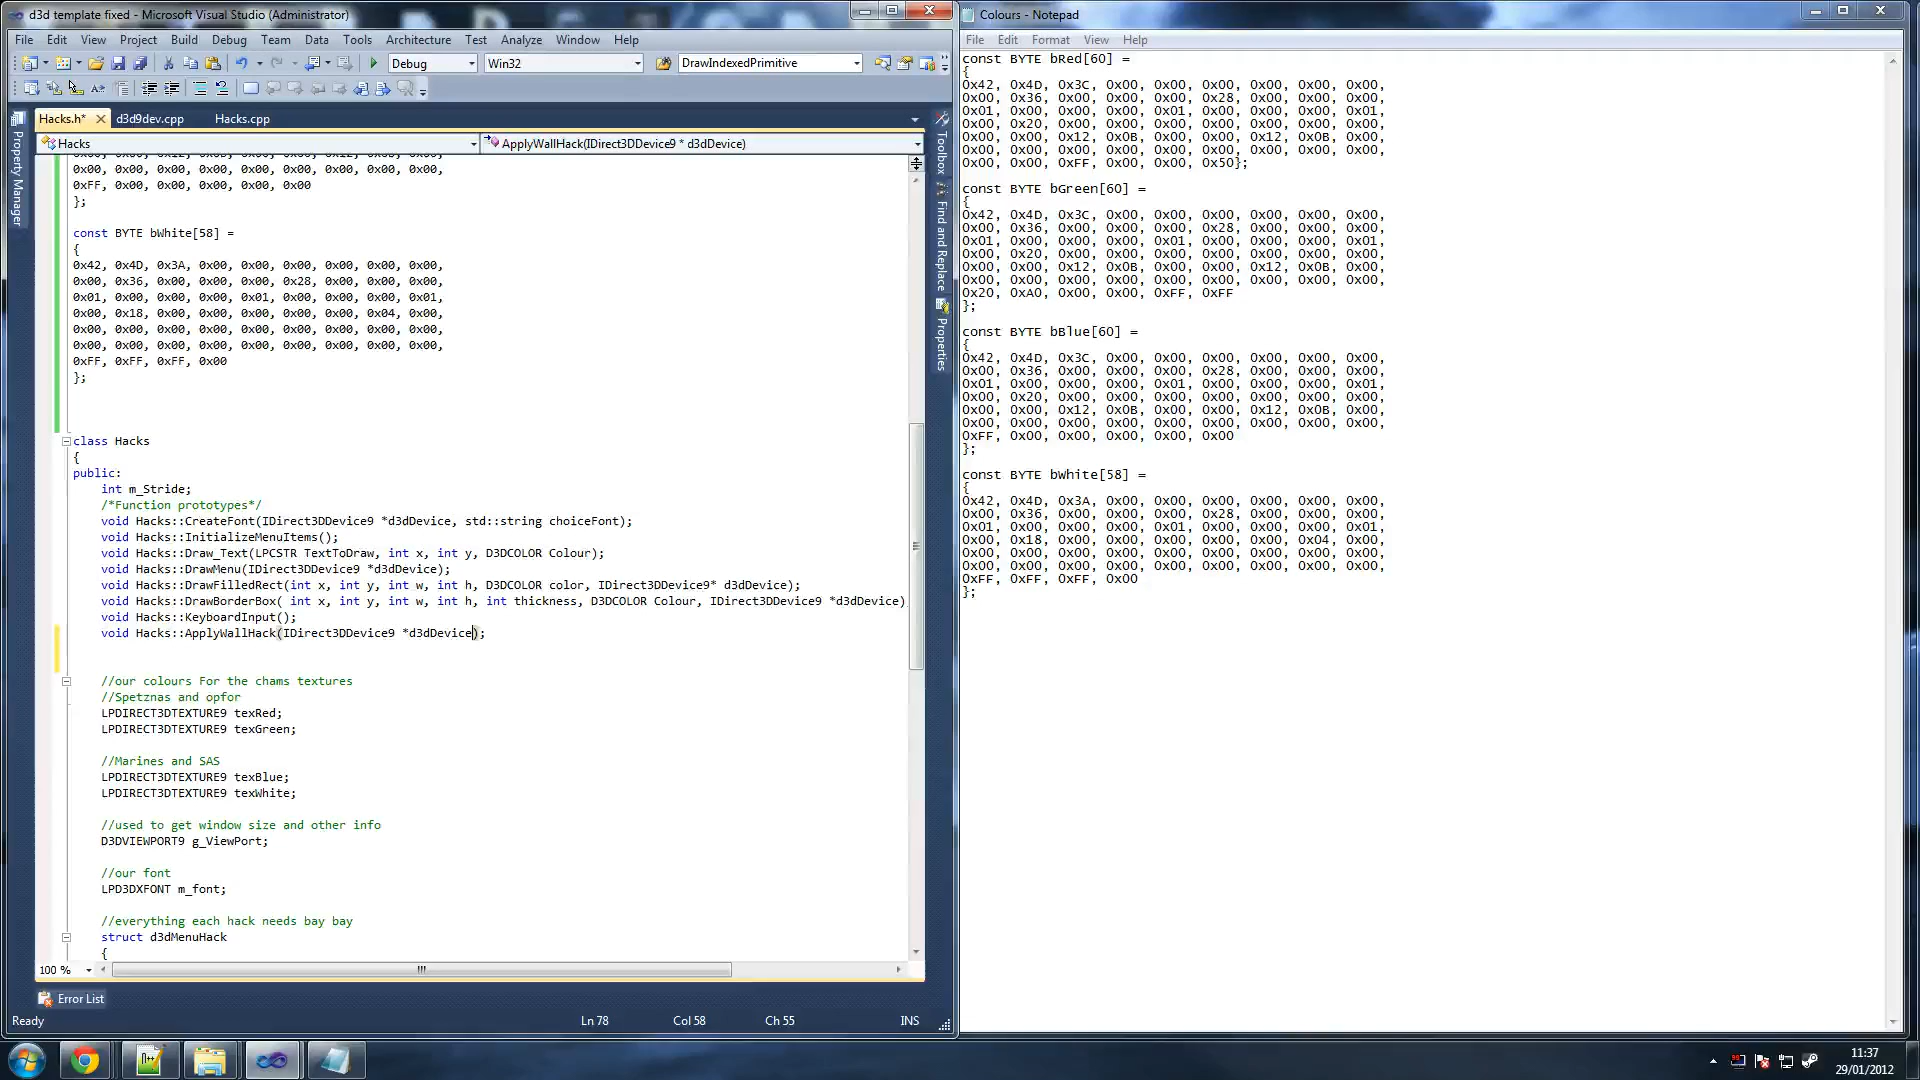 d3d template fixed - Microsoft Visual Studio (Administrator)
File Edit View Project Build Debug Team Data Tools Architecture Test Analyze Window Help
Debug Win32 DrawIndexedPrimitive
Hacks.h* d3d9dev.cpp Hacks.cpp
Hacks ApplyWallHack(IDirect3DDevice9 * d3dDevice)
Property Manager
0x00, 0x00, 0x12, 0x0B, 0x00, 0x00, 0x12, 0x0B, 0x00,
0x00, 0x00, 0x00, 0x00, 0x00, 0x00, 0x00, 0x00, 0x00,
0xFF, 0x00, 0x00, 0x00, 0x00, 0x00
};
const BYTE bWhite[58] =
{
0x42, 0x4D, 0x3A, 0x00, 0x00, 0x00, 0x00, 0x00, 0x00,
0x00, 0x36, 0x00, 0x00, 0x00, 0x28, 0x00, 0x00, 0x00,
0x01, 0x00, 0x00, 0x00, 0x01, 0x00, 0x00, 0x00, 0x01,
0x00, 0x18, 0x00, 0x00, 0x00, 0x00, 0x00, 0x04, 0x00,
0x00, 0x00, 0x00, 0x00, 0x00, 0x00, 0x00, 0x00, 0x00,
0x00, 0x00, 0x00, 0x00, 0x00, 0x00, 0x00, 0x00, 0x00,
0xFF, 0xFF, 0xFF, 0x00
};
class Hacks
{
public:
int m_Stride;
/*Function prototypes*/
void Hacks::CreateFont(IDirect3DDevice9 *d3dDevice, std::string choiceFont);
void Hacks::InitializeMenuItems();
void Hacks::Draw_Text(LPCSTR TextToDraw, int x, int y, D3DCOLOR Colour);
void Hacks::DrawMenu(IDirect3DDevice9 *d3dDevice);
void Hacks::DrawFilledRect(int x, int y, int w, int h, D3DCOLOR color, IDirect3DDevice9* d3dDevice);
void Hacks::DrawBorderBox( int x, int y, int w, int h, int thickness, D3DCOLOR Colour, IDirect3DDevice9 *d3dDevice)
void Hacks::KeyboardInput();
void Hacks::ApplyWallHack(IDirect3DDevice9 *d3dDevice);
//our colours For the chams textures
//Spetznas and opfor
LPDIRECT3DTEXTURE9 texRed;
LPDIRECT3DTEXTURE9 texGreen;
//Marines and SAS
LPDIRECT3DTEXTURE9 texBlue;
LPDIRECT3DTEXTURE9 texWhite;
//used to get window size and other info
D3DVIEWPORT9 g_ViewPort;
//our font
LPD3DXFONT m_font;
//everything each hack needs bay bay
struct d3dMenuHack
{
100 %
Error List
Ready Ln 78 Col 58 Ch 55 INS
Toolbox
Find and Replace
Properties
Colours - Notepad
File Edit Format View Help
const BYTE bRed[60] =
{
0x42, 0x4D, 0x3C, 0x00, 0x00, 0x00, 0x00, 0x00, 0x00,
0x00, 0x36, 0x00, 0x00, 0x00, 0x28, 0x00, 0x00, 0x00,
0x01, 0x00, 0x00, 0x00, 0x01, 0x00, 0x00, 0x00, 0x01,
0x00, 0x20, 0x00, 0x00, 0x00, 0x00, 0x00, 0x00, 0x00,
0x00, 0x00, 0x12, 0x0B, 0x00, 0x00, 0x12, 0x0B, 0x00,
0x00, 0x00, 0x00, 0x00, 0x00, 0x00, 0x00, 0x00, 0x00,
0x00, 0x00, 0xFF, 0x00, 0x00, 0x50};
const BYTE bGreen[60] =
{
0x42, 0x4D, 0x3C, 0x00, 0x00, 0x00, 0x00, 0x00, 0x00,
0x00, 0x36, 0x00, 0x00, 0x00, 0x28, 0x00, 0x00, 0x00,
0x01, 0x00, 0x00, 0x00, 0x01, 0x00, 0x00, 0x00, 0x01,
0x00, 0x20, 0x00, 0x00, 0x00, 0x00, 0x00, 0x00, 0x00,
0x00, 0x00, 0x12, 0x0B, 0x00, 0x00, 0x12, 0x0B, 0x00,
0x00, 0x00, 0x00, 0x00, 0x00, 0x00, 0x00, 0x00, 0x00,
0x20, 0xA0, 0x00, 0x00, 0xFF, 0xFF
};
const BYTE bBlue[60] =
{
0x42, 0x4D, 0x3C, 0x00, 0x00, 0x00, 0x00, 0x00, 0x00,
0x00, 0x36, 0x00, 0x00, 0x00, 0x28, 0x00, 0x00, 0x00,
0x01, 0x00, 0x00, 0x00, 0x01, 0x00, 0x00, 0x00, 0x01,
0x00, 0x20, 0x00, 0x00, 0x00, 0x00, 0x00, 0x00, 0x00,
0x00, 0x00, 0x12, 0x0B, 0x00, 0x00, 0x12, 0x0B, 0x00,
0x00, 0x00, 0x00, 0x00, 0x00, 0x00, 0x00, 0x00, 0x00,
0xFF, 0x00, 0x00, 0x00, 0x00, 0x00
};
const BYTE bWhite[58] =
{
0x42, 0x4D, 0x3A, 0x00, 0x00, 0x00, 0x00, 0x00, 0x00,
0x00, 0x36, 0x00, 0x00, 0x00, 0x28, 0x00, 0x00, 0x00,
0x01, 0x00, 0x00, 0x00, 0x01, 0x00, 0x00, 0x00, 0x01,
0x00, 0x18, 0x00, 0x00, 0x00, 0x00, 0x00, 0x04, 0x00,
0x00, 0x00, 0x00, 0x00, 0x00, 0x00, 0x00, 0x00, 0x00,
0x00, 0x00, 0x00, 0x00, 0x00, 0x00, 0x00, 0x00, 0x00,
0xFF, 0xFF, 0xFF, 0x00
};
11:37
29/01/2012